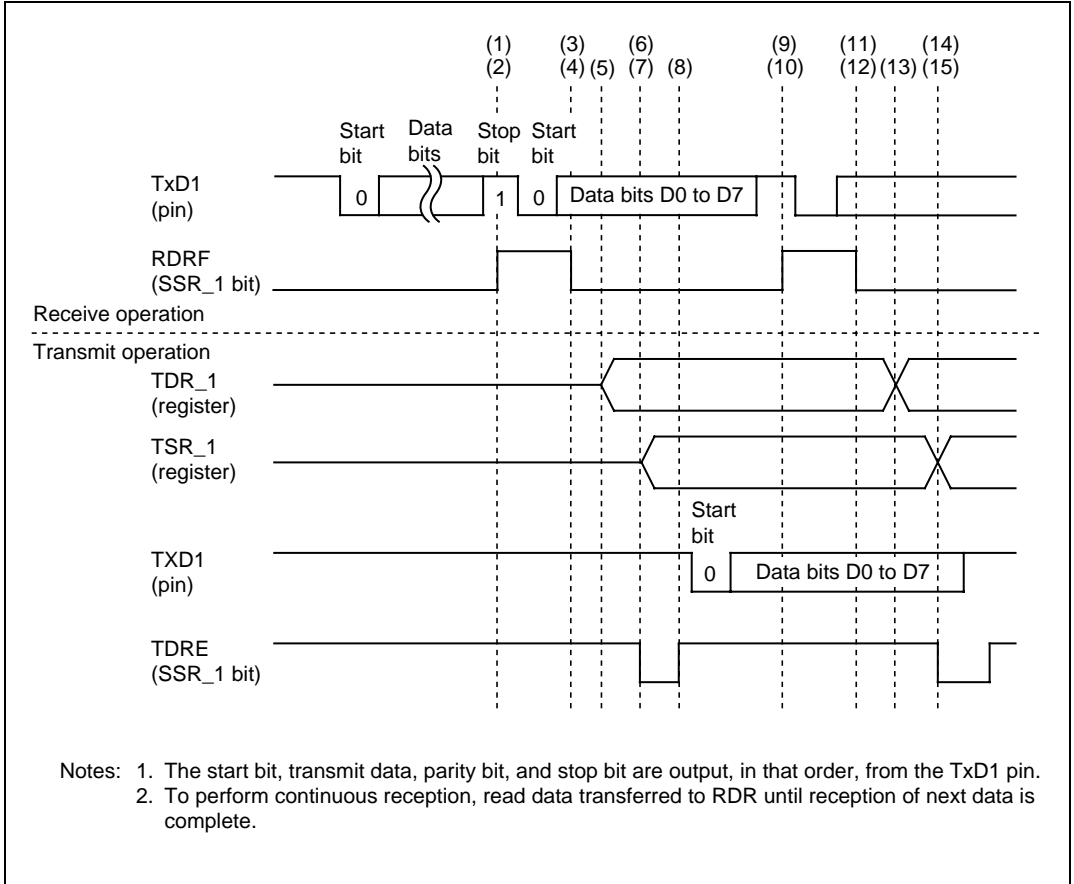 (1) (3) (6) (9) (11) (14)
(2) (4) (5) (7) (8) (10) (12) (13) (15)
Start Data Stop Start
bit bits bit bit
TxD1
(pin)
0 1 0 Data bits D0 to D7
RDRF
(SSR_1 bit)
Receive operation
Transmit operation
TDR_1
(register)
TSR_1
(register)
Start
bit
TXD1
(pin)
0 Data bits D0 to D7
TDRE
(SSR_1 bit)
Notes: 1. The start bit, transmit data, parity bit, and stop bit are output, in that order, from the TxD1 pin.
2. To perform continuous reception, read data transferred to RDR until reception of next data is
complete.